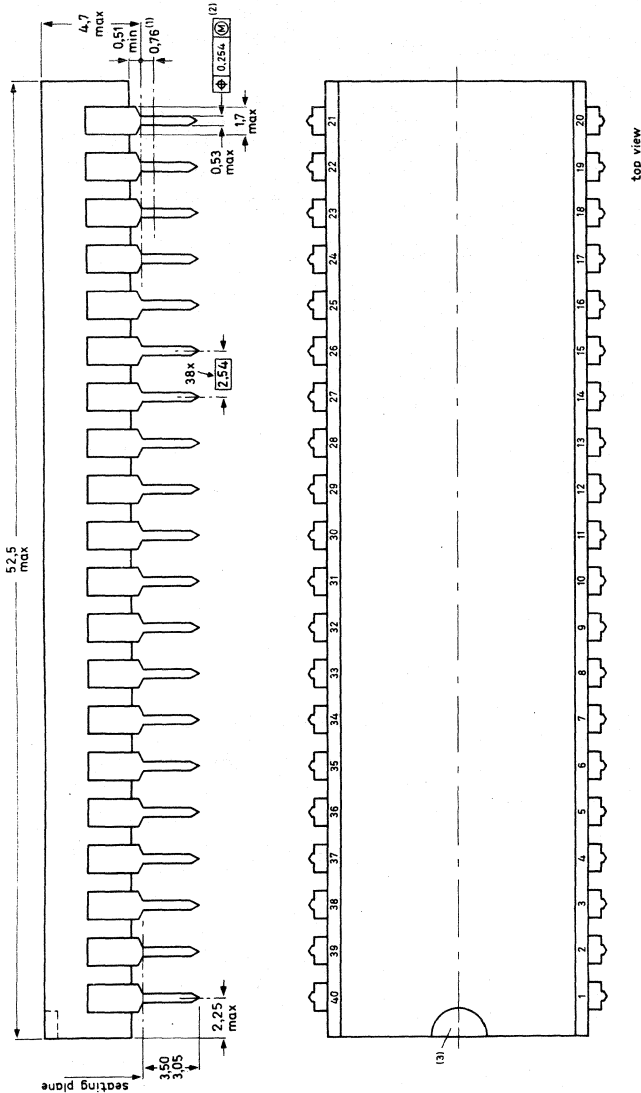 52,5
max
4,7
max
0,51
min
0,76(1)
⌖ 0.254 Ⓜ (2)
1,7
max
0,53
max
38x
2,54
2,25
max
3,50
3,05
seating plane
40 39 38 37 36 35 34 33 32 31 30 29 28 27 26 25 24 23 22 21
(3)
1 2 3 4 5 6 7 8 9 10 11 12 13 14 15 16 17 18 19 20
top view